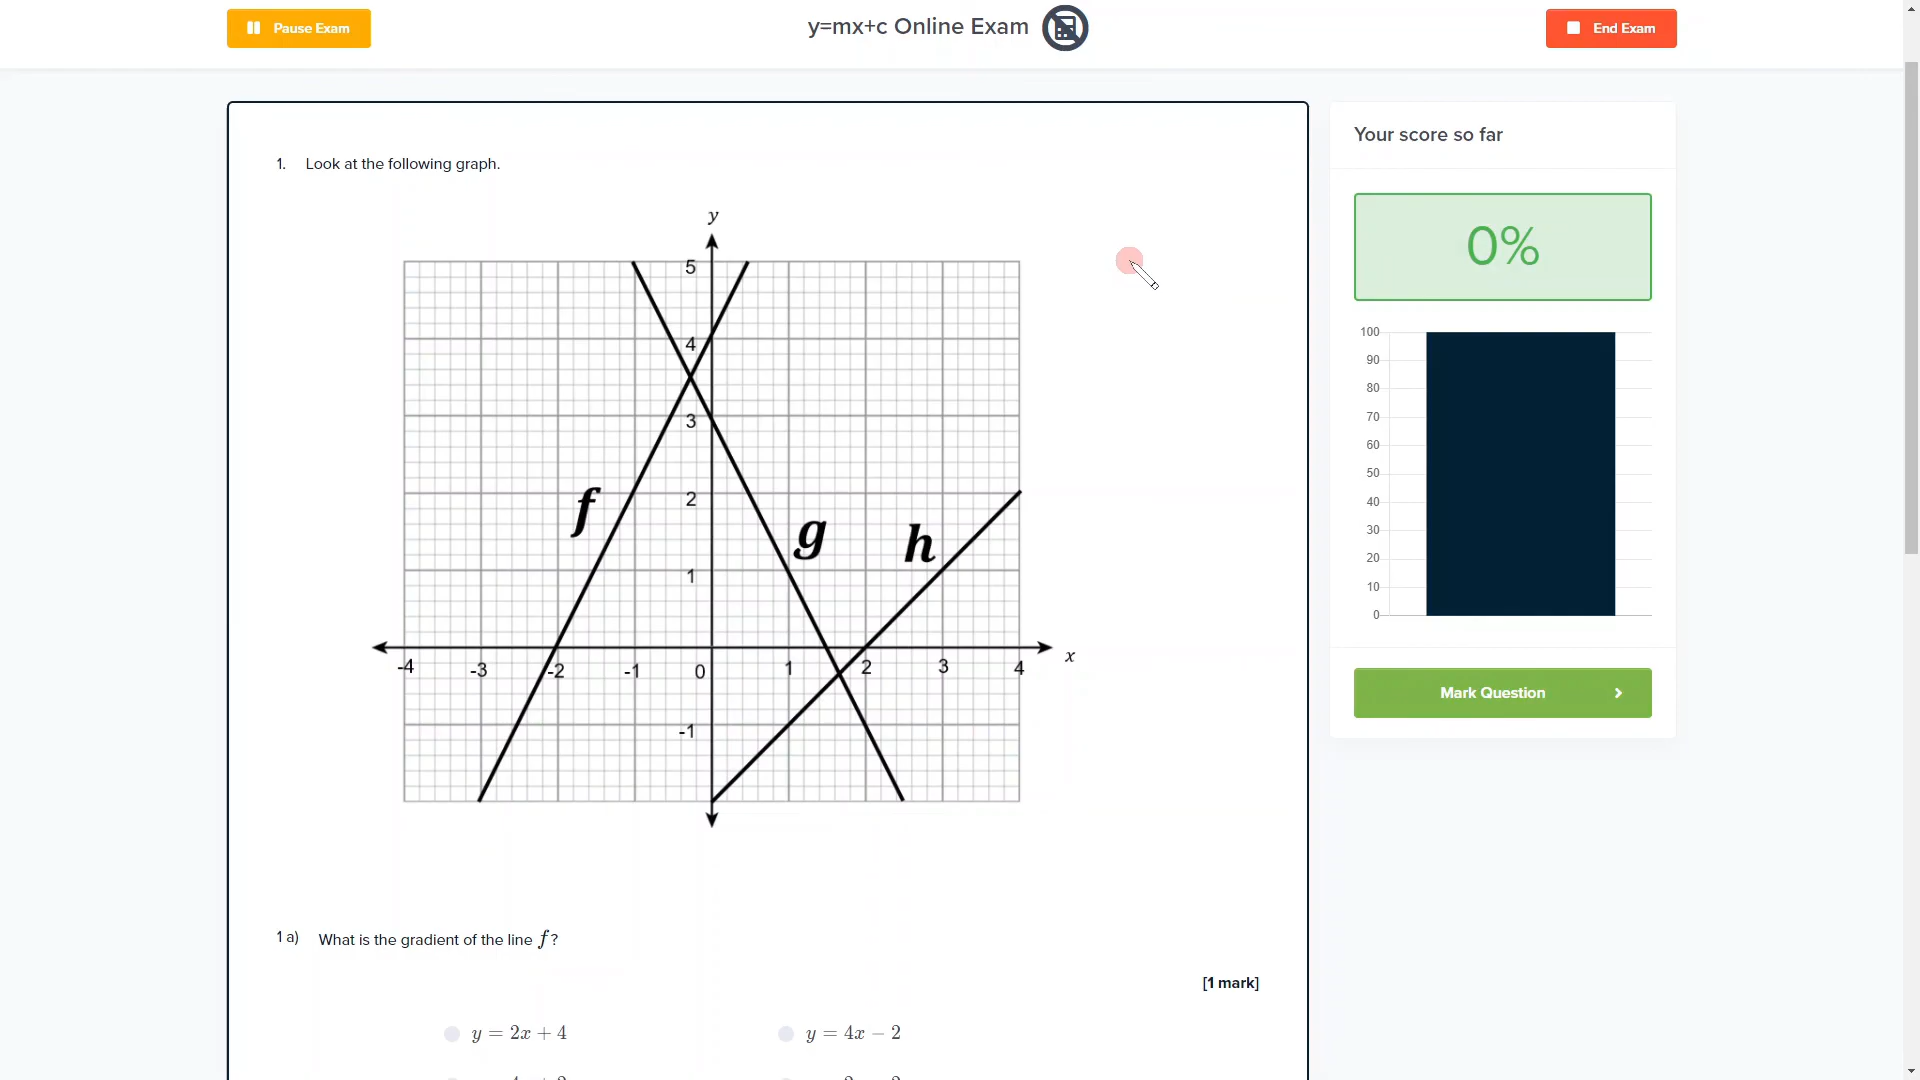 Pause Exam
y=mx+c Online Exam
End Exam
1. Look at the following graph.
y
5
4
3
2
1
-1
-4 -3 -2 -1 0 1 2 3 4
x
f
g
h
1 a) What is the gradient of the line f?
[1 mark]
y = 2x + 4
y = 4x − 2
Your score so far
0%
100
90
80
70
60
50
40
30
20
10
0
Mark Question